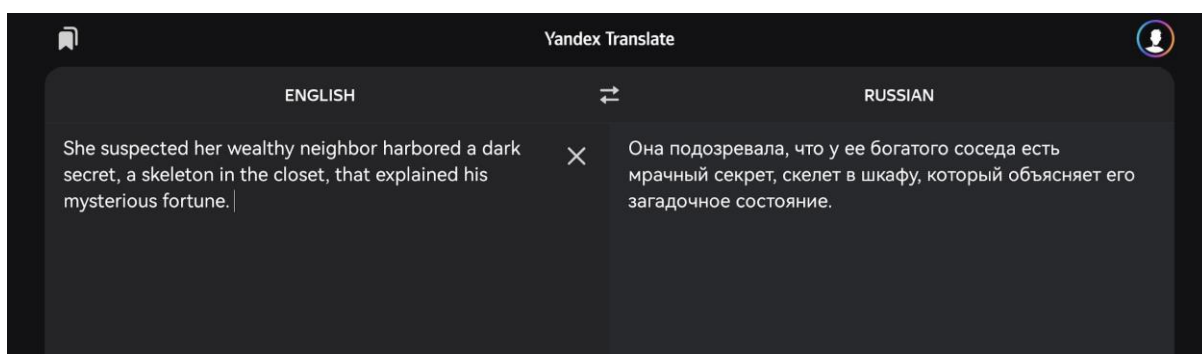 Yandex Translate
ENGLISH
RUSSIAN
She suspected her wealthy neighbor harbored a dark
secret, a skeleton in the closet, that explained his
mysterious fortune.
Она подозревала, что у ее богатого соседа есть
мрачный секрет, скелет в шкафу, который объясняет его
загадочное состояние.